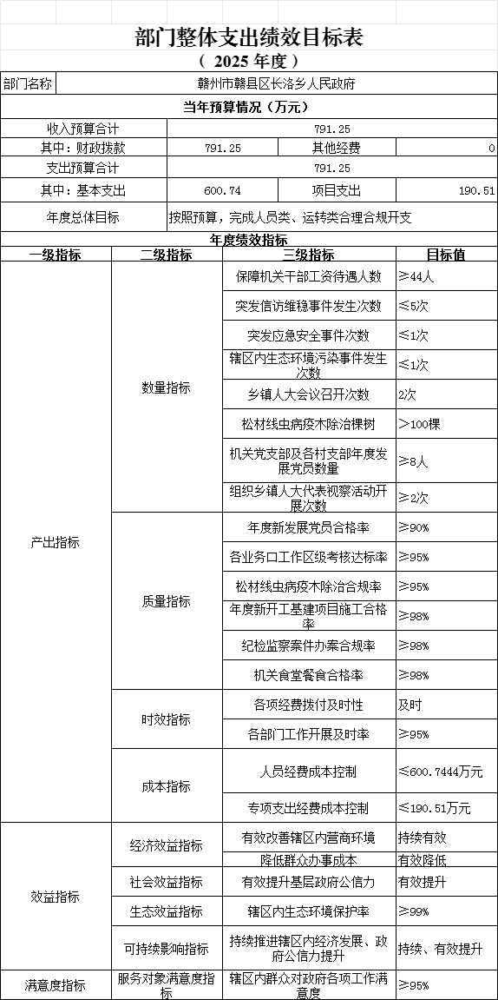 部门整体支出绩效目标表
（ 2025 年度 ）
部门名称 赣州市赣县区长洛乡人民政府
当年预算情况（万元）
收入预算合计 791.25
其中：财政拨款 791.25 其他经费 0
支出预算合计 791.25
其中：基本支出 600.74 项目支出 190.51
年度总体目标 按照预算，完成人员类、运转类合理合规开支
年度绩效指标
一级指标 二级指标 三级指标 目标值
产出指标
数量指标
保障机关干部工资待遇人数 ≥44人
突发信访维稳事件发生次数 ≤5次
突发应急安全事件次数 ≤1次
辖区内生态环境污染事件发生
次数 ≤1次
乡镇人大会议召开次数 2次
松材线虫病疫木除治棵树 ＞100棵
机关党支部及各村支部年度发
展党员数量 ≥8人
组织乡镇人大代表视察活动开
展次数 ≥2次
质量指标
年度新发展党员合格率 ≥90%
各业务口工作区级考核达标率 ≥95%
松材线虫病疫木除治合规率 ≥95%
年度新开工基建项目施工合格
率 ≥98%
纪检监察案件办案合规率 ≥98%
机关食堂餐食合格率 ≥98%
时效指标
各项经费拨付及时性 及时
各部门工作开展及时率 ≥95%
成本指标
人员经费成本控制 ≤600.7444万元
专项支出经费成本控制 ≤190.51万元
效益指标
经济效益指标
有效改善辖区内营商环境 持续有效
降低群众办事成本 有效降低
社会效益指标 有效提升基层政府公信力 有效提升
生态效益指标 辖区内生态环境保护率 ≥99%
可持续影响指标 持续推进辖区内经济发展、政
府公信力提升 持续、有效提升
满意度指标
服务对象满意度指
标
辖区内群众对政府各项工作满
意度 ≥95%